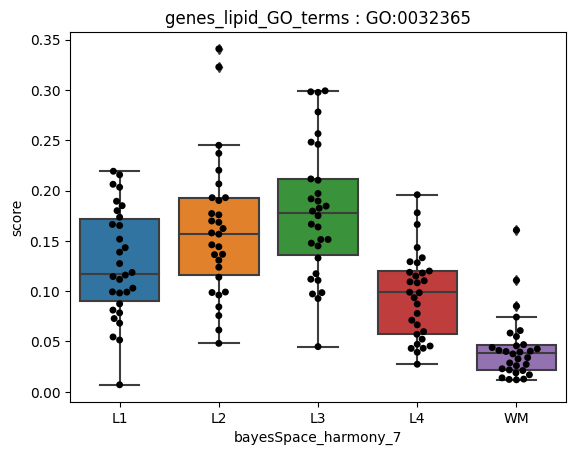 genes_lipid_GO_terms : GO:0032365
0.35
0.30
0.25
0.20
0.15
0.10
0.05
0.00
score
L1 L2 L3 L4 WM
bayesSpace_harmony_7